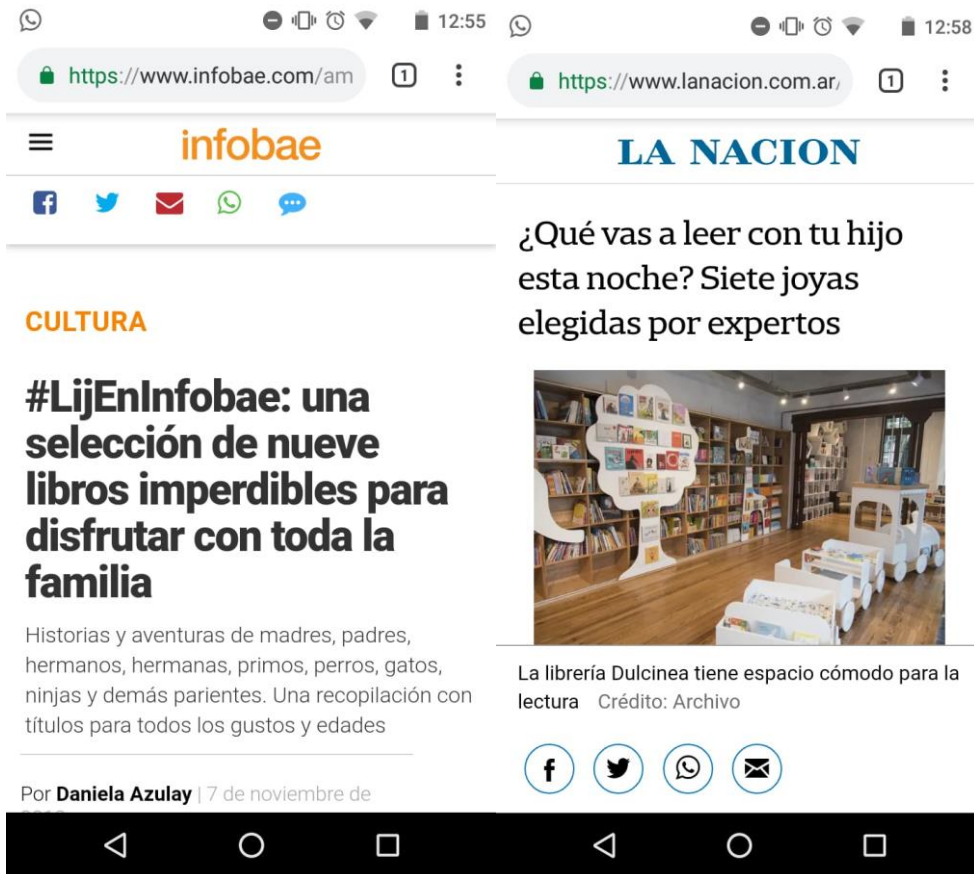 12:55
https://www.infobae.com/am
1
infobae
CULTURA
#LijEnInfobae: una
selección de nueve
libros imperdibles para
disfrutar con toda la
familia
Historias y aventuras de madres, padres,
hermanos, hermanas, primos, perros, gatos,
ninjas y demás parientes. Una recopilación con
títulos para todos los gustos y edades
Por Daniela Azulay | 7 de noviembre de
12:58
https://www.lanacion.com.ar/
1
LA NACION
¿Qué vas a leer con tu hijo
esta noche? Siete joyas
elegidas por expertos
La librería Dulcinea tiene espacio cómodo para la
lectura Crédito: Archivo